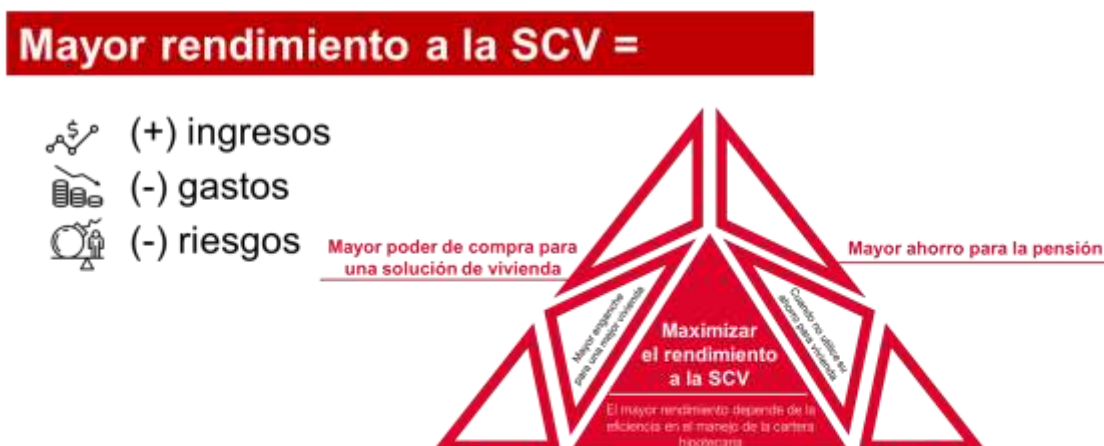 Mayor rendimiento a la SCV =
(+) ingresos
(-) gastos
(-) riesgos
Mayor poder de compra para
una solución de vivienda
Mayor ahorro para la pensión
Mayor enganche
para una mejor vivienda
Cuando no utilice su
ahorro para vivienda
Maximizar
el rendimiento
a la SCV
El mayor rendimiento depende de la
eficiencia en el manejo de la cartera
hipotecaria